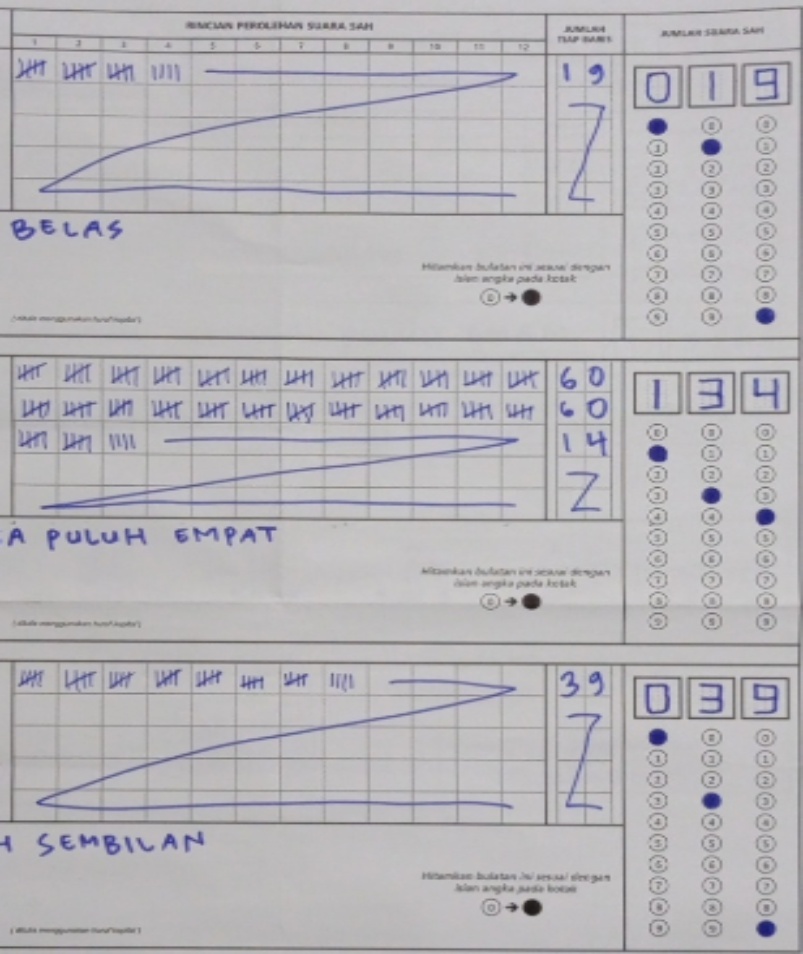 RINCIAN PEROLEHAN SUARA SAH
JUMLAH TIAP BARIS
JUMLAH SUARA SAH
1 2 3 4 5 6 7 8 9 10 11 12
19
0 1 9
BELAS
Hitamkan bulatan ini sesuai dengan
isian angka pada kotak
0 → 
(ditulis menggunakan huruf kapital)
60
60
14
1 3 4
A PULUH EMPAT
Hitamkan bulatan ini sesuai dengan
isian angka pada kotak
0 → 
(ditulis menggunakan huruf kapital)
39
0 3 9
H SEMBILAN
Hitamkan bulatan ini sesuai dengan
isian angka pada kotak
0 → 
(ditulis menggunakan huruf kapital)